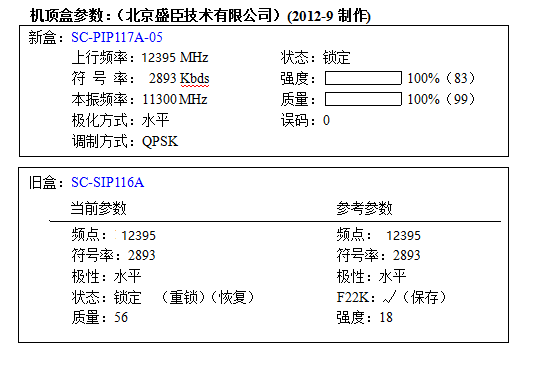 机顶盒参数：（北京盛臣技术有限公司）(2012-9 制作)
新盒：SC-PIP117A-05
上行频率：12395 MHz 状态：锁定
符 号 率： 2893 Kbds 强度： 100%（83）
本振频率：11300 MHz 质量： 100%（99）
极化方式：水平 误码：0
调制方式：QPSK
旧盒：SC-SIP116A
当前参数 参考参数
频点： 12395 频点： 12395
符号率：2893 符号率：2893
极性：水平 极性：水平
状态：锁定 （重锁）（恢复） F22K：√（保存）
质量：56 强度：18